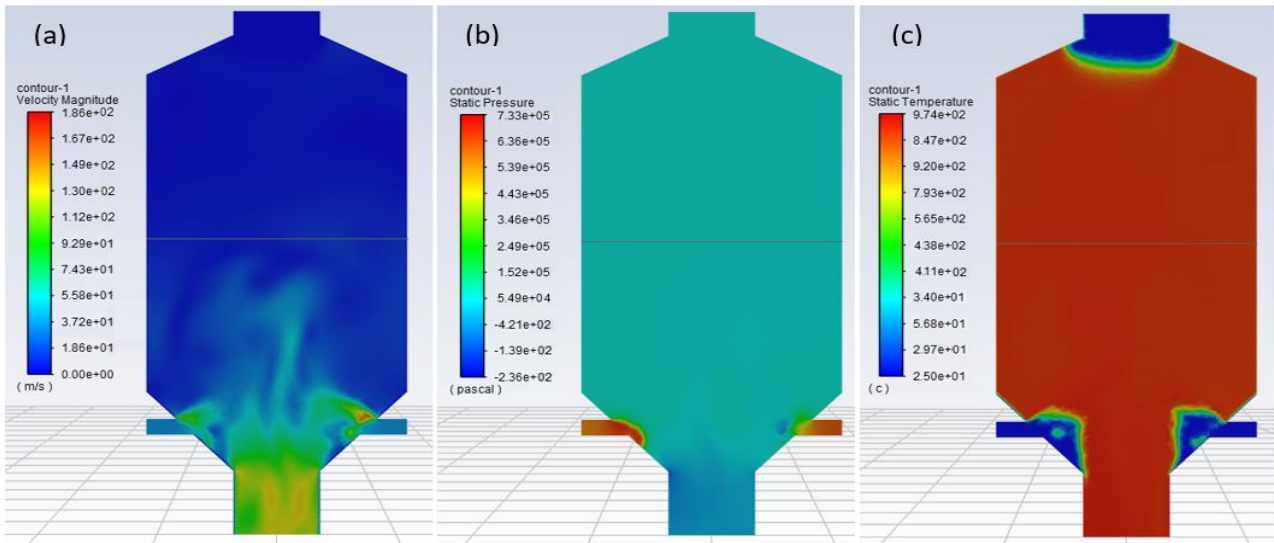 (a)
contour-1
Velocity Magnitude
1.86e+02
1.67e+02
1.49e+02
1.30e+02
1.12e+02
9.29e+01
7.43e+01
5.58e+01
3.72e+01
1.86e+01
0.00e+00
( m/s )
(b)
contour-1
Static Pressure
7.33e+05
6.36e+05
5.39e+05
4.43e+05
3.46e+05
2.49e+05
1.52e+05
5.49e+04
-4.21e+02
-1.39e+02
-2.36e+02
( pascal )
(c)
contour-1
Static Temperature
9.74e+02
8.47e+02
9.20e+02
7.93e+02
5.65e+02
4.38e+02
4.11e+02
3.40e+01
5.68e+01
2.97e+01
2.50e+01
( c )